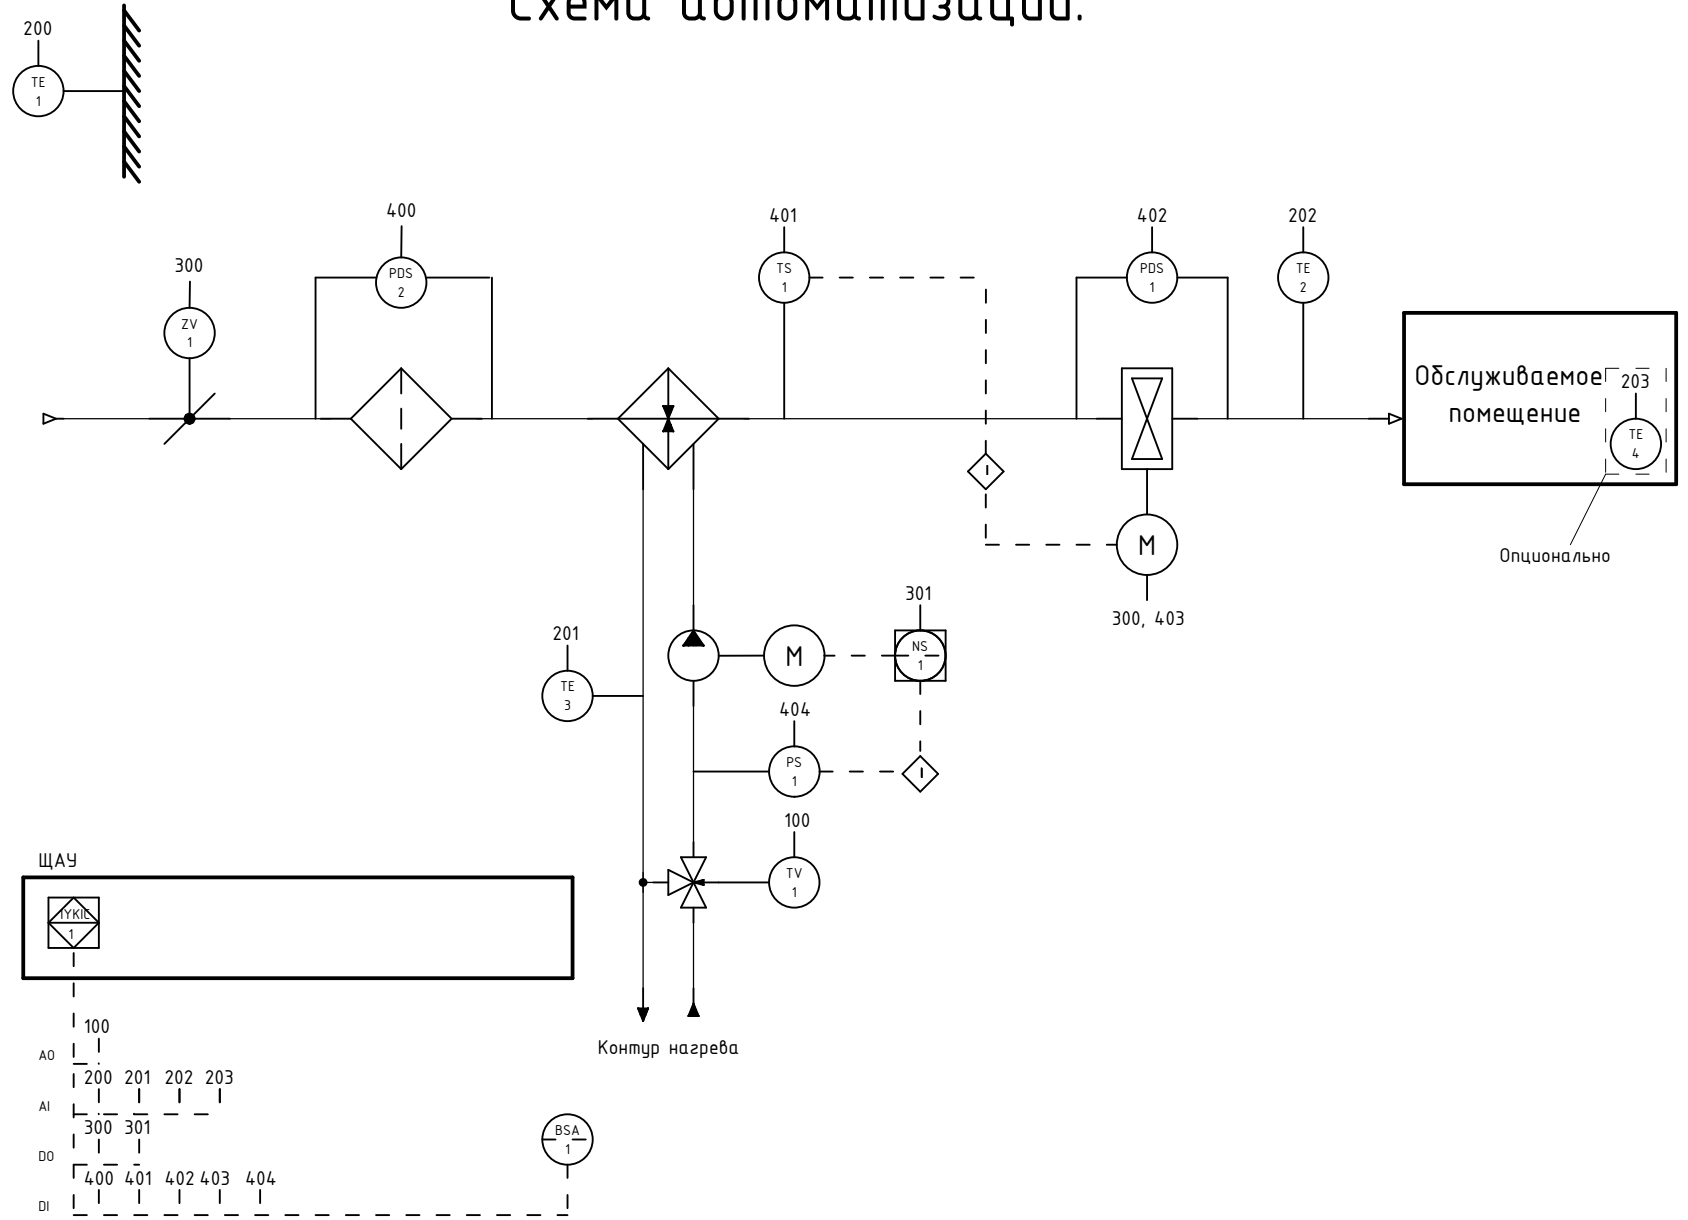 Схема автоматизации.
200
TE
1
400
PDS
2
300
ZV
1
401
TS
1
402
PDS
1
202
TE
2
Обслуживаемое
помещение
203
TE
4
Опционально
I
M
300, 403
301
NS
1
M
201
TE
3
404
PS
1
I
100
TV
1
ЩАУ
TYKIC
1
Контур нагрева
100
AO
200 201 202 203
AI
300 301
DO
400 401 402 403 404
DI
BSA
1